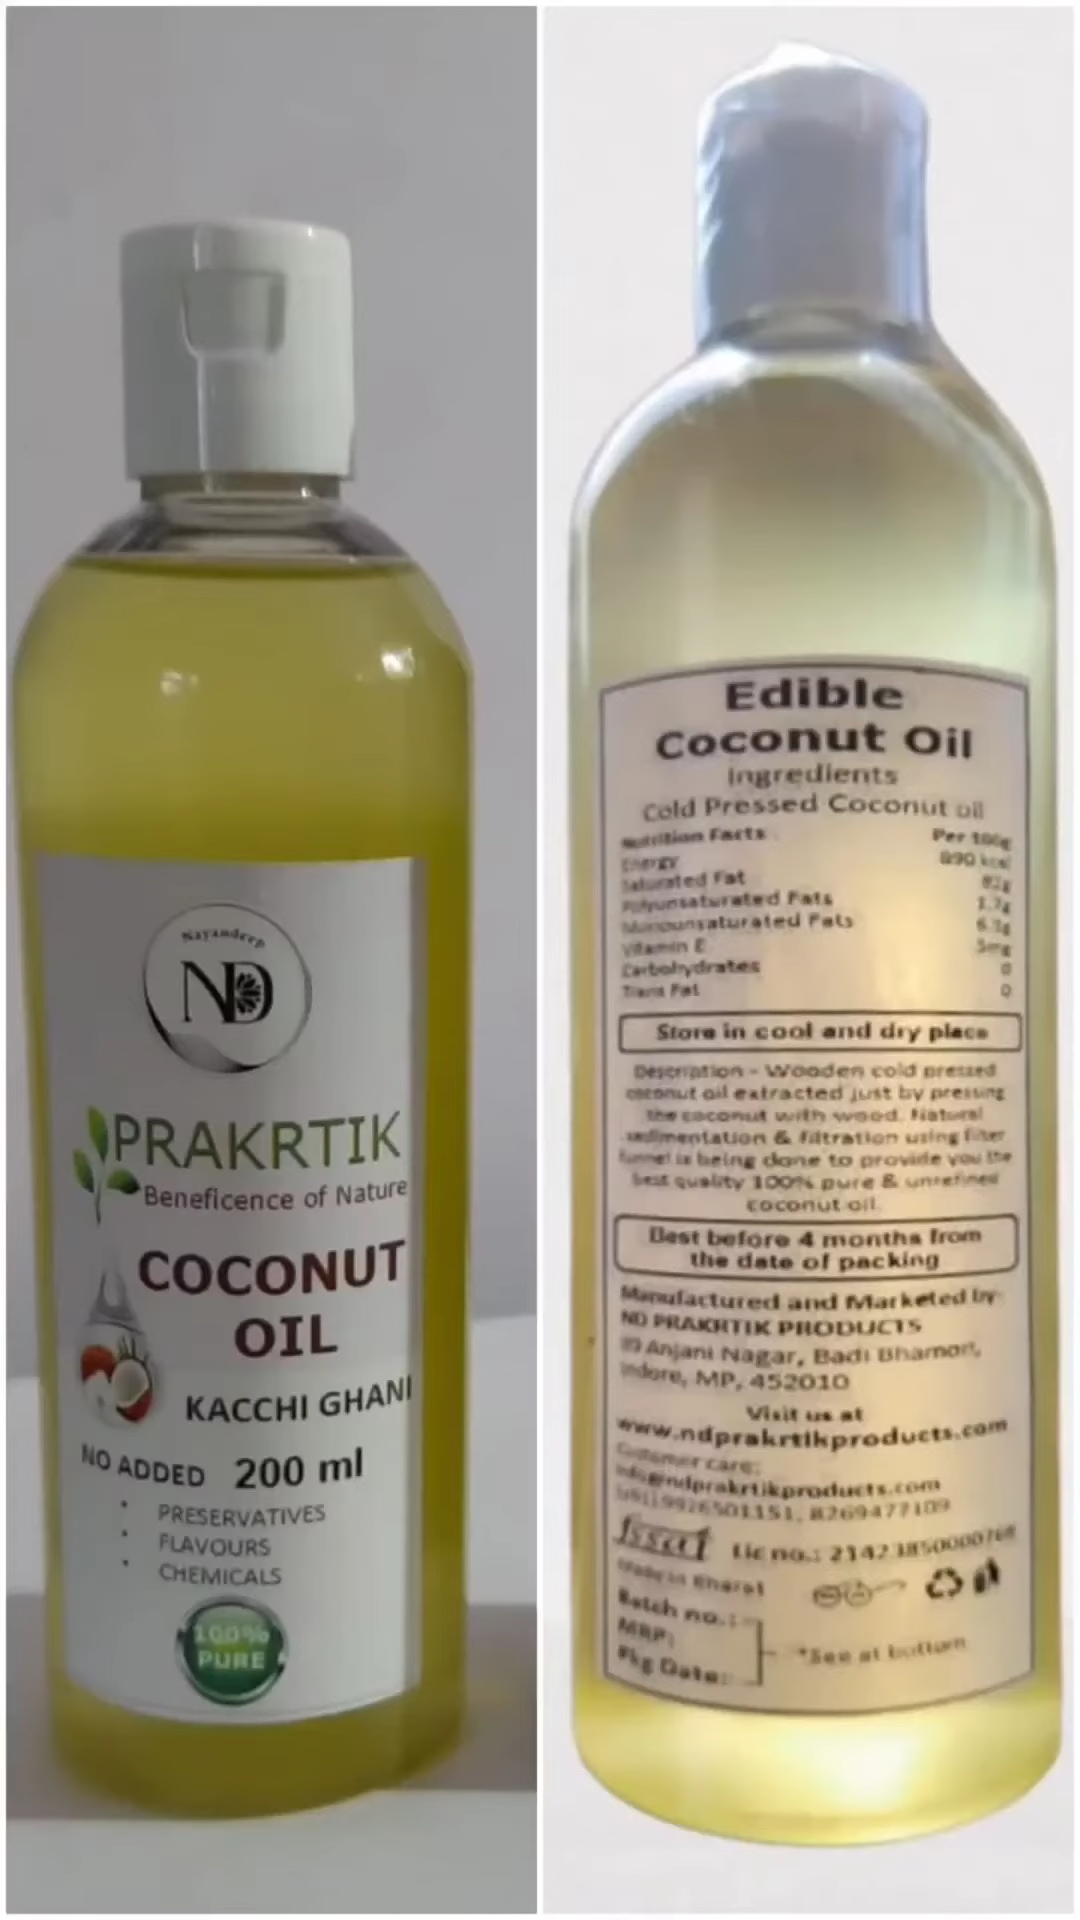 Nayandeep
ND
PRAKRTIK
Beneficence of Nature
COCONUT
OIL
KACCHI GHANI
NO ADDED 200 ml
• PRESERVATIVES
• FLAVOURS
• CHEMICALS
100%
PURE
Edible
Coconut Oil
ingredients
Cold Pressed Coconut oil
Nutrition Facts Per 100g
Energy 890 kcal
Saturated Fat 82g
Polyunsaturated Fats 1.7g
Monounsaturated Fats
Vitamin E 5mg
Carbohydrates 0
Trans Fat 0
Store in cool and dry place
Description - Wooden cold pressed
coconut oil extracted just by pressing
the coconut with wood. Natural
sedimentation & filtration using filter
funnel is being done to provide you the
best quality 100% pure & unrefined
coconut oil.
Best before 4 months from
the date of packing
Manufactured and Marketed by-
ND PRAKRTIK PRODUCTS
Anjani Nagar, Badi Bhamori,
Indore, MP, 452010
Visit us at
www.ndprakrtikproducts.com
Customer care:
info@ndprakrtikproducts.com
8269477109
fssai Lic no.: 21423850000768
Made in Bharat
Batch no.:
MRP:
Pkg Date:
*See at bottom